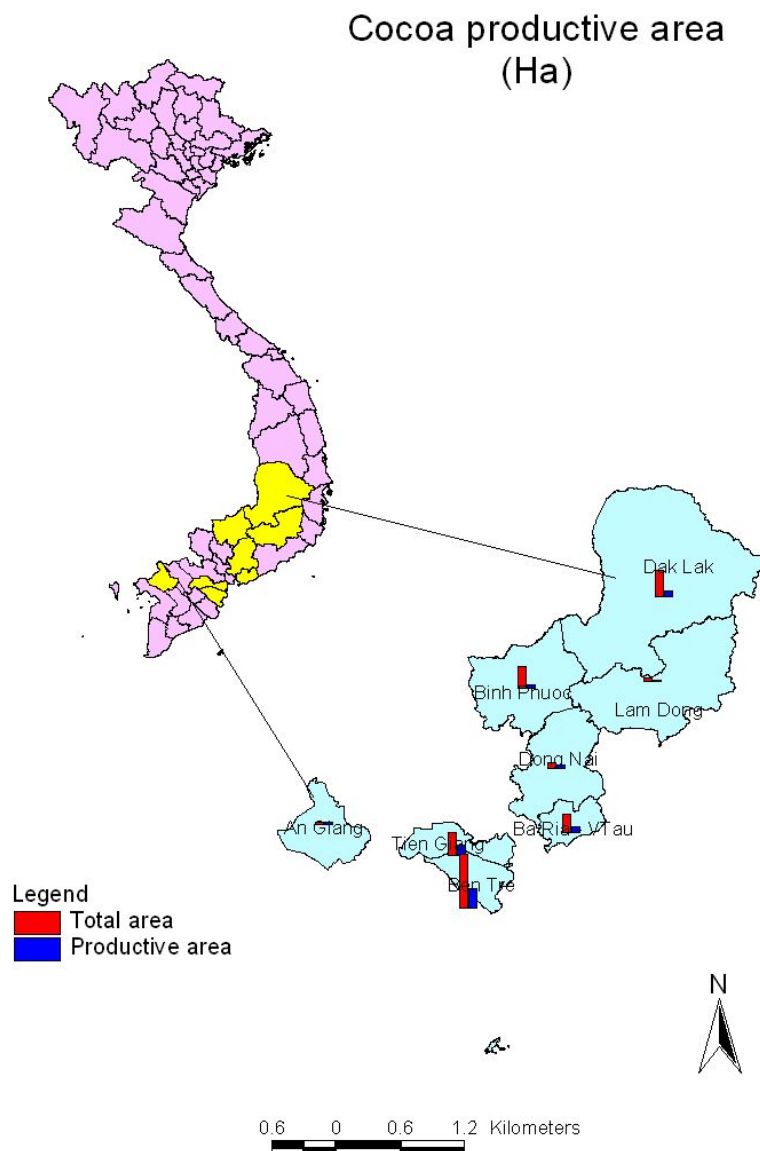 Cocoa productive area
(Ha)
Dak Lak
Binh Phuoc
Lam Dong
Dong Nai
Ba Ria VTau
An Giang
Tien Giang
Ben Tre
Legend
Total area
Productive area
N
0.6 0 0.6 1.2 Kilometers